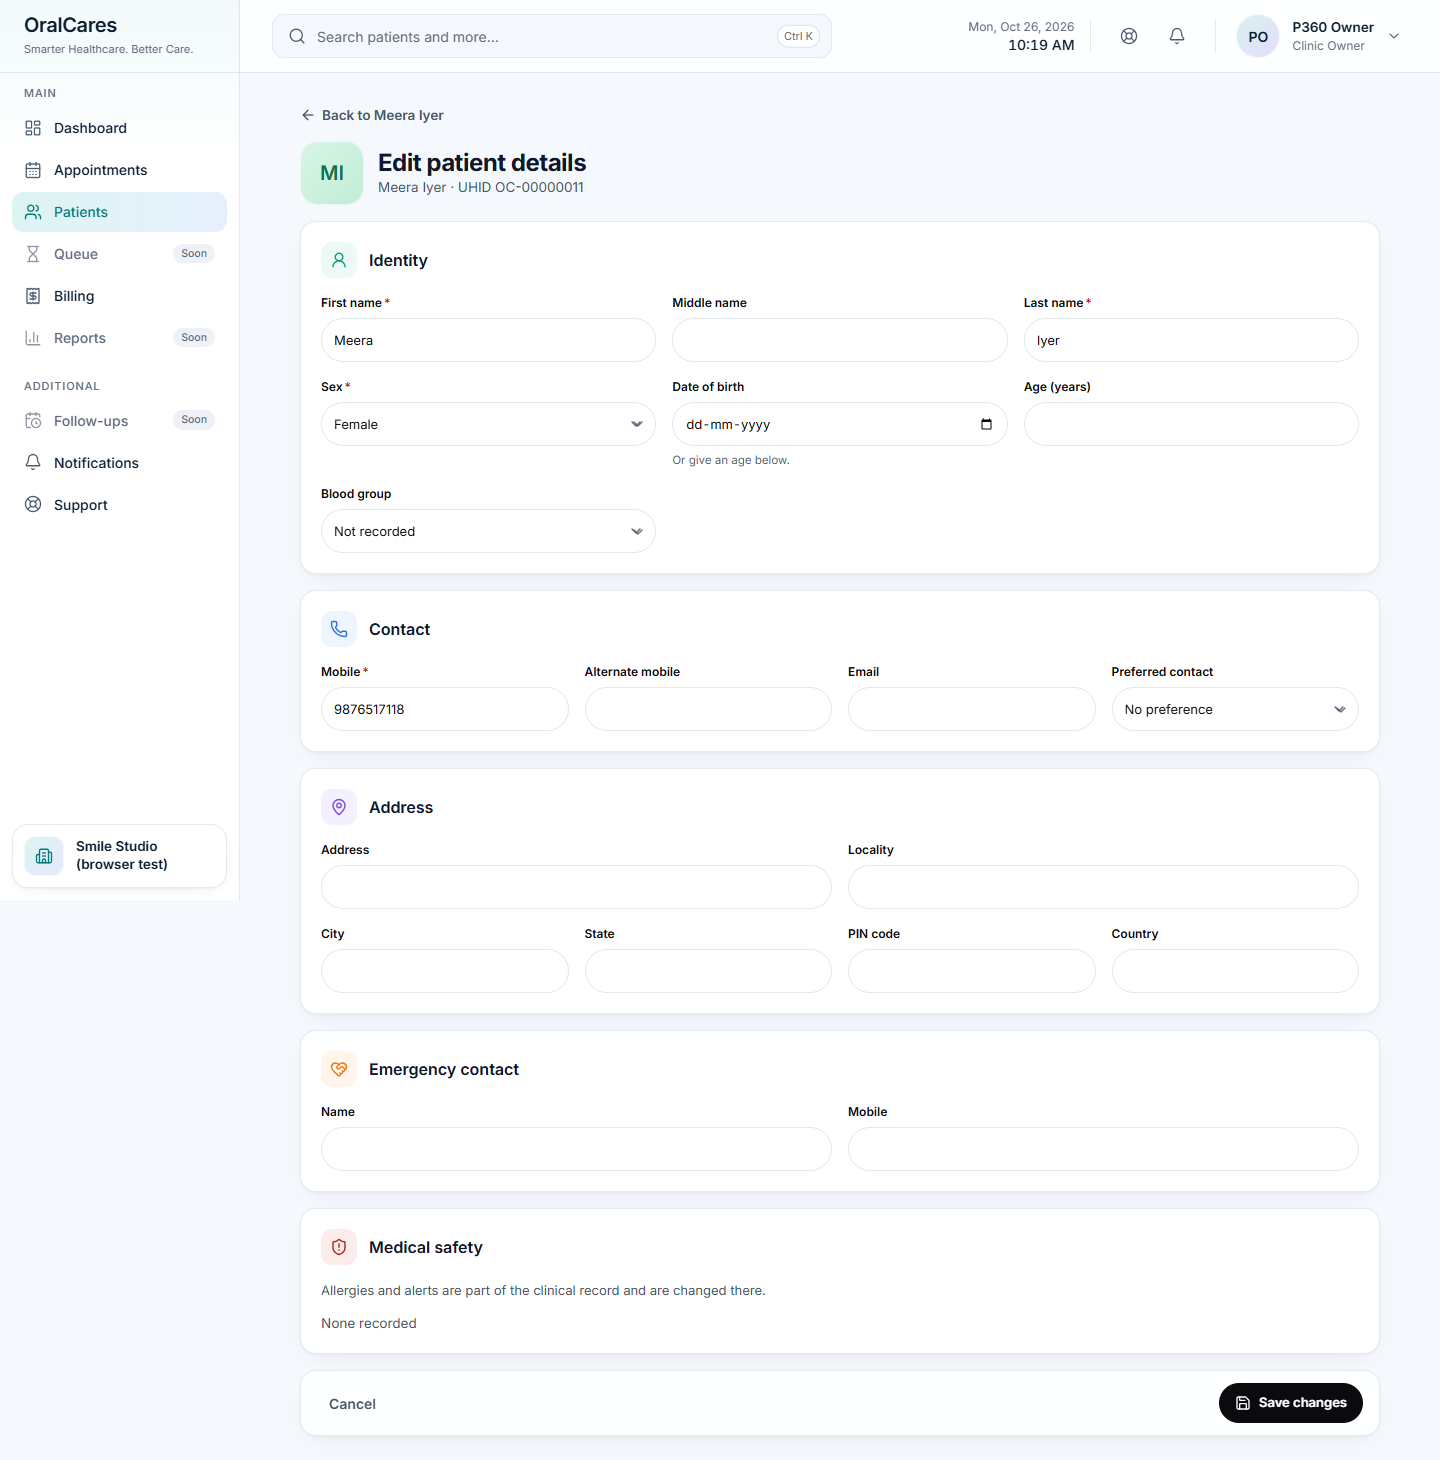 OralCares
Smarter Healthcare. Better Care.
Search patients and more...
Ctrl K
Mon, Oct 26, 2026
10:19 AM
PO
P360 Owner
Clinic Owner
MAIN
Dashboard
Appointments
Patients
Queue
Soon
Billing
Reports
Soon
ADDITIONAL
Follow-ups
Soon
Notifications
Support
Smile Studio
(browser test)
Back to Meera Iyer
MI
Edit patient details
Meera Iyer · UHID OC-00000011
Identity
First name *
Middle name
Last name *
Meera
Iyer
Sex *
Date of birth
Age (years)
Female
dd-mm-yyyy
Or give an age below.
Blood group
Not recorded
Contact
Mobile *
Alternate mobile
Email
Preferred contact
9876517118
No preference
Address
Address
Locality
City
State
PIN code
Country
Emergency contact
Name
Mobile
Medical safety
Allergies and alerts are part of the clinical record and are changed there.
None recorded
Cancel
Save changes